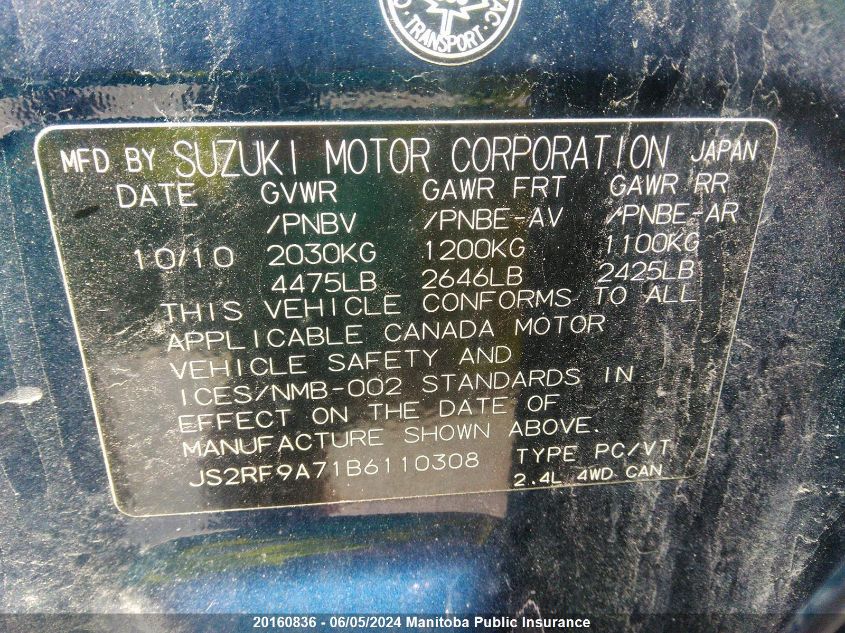 TRANSPORT
MFD BY SUZUKI MOTOR CORPORATION JAPAN
DATE GVWR GAWR FRT GAWR RR
/PNBV /PNBE-AV /PNBE-AR
10/10 2030KG 1200KG 1100KG
4475LB 2646LB 2425LB
THIS VEHICLE CONFORMS TO ALL
APPLICABLE CANADA MOTOR
VEHICLE SAFETY AND
ICES/NMB-002 STANDARDS IN
EFFECT ON THE DATE OF
MANUFACTURE SHOWN ABOVE.
JS2RF9A71B6110308 TYPE PC/VT
2.4L 4WD CAN
20160836 - 06/05/2024 Manitoba Public Insurance